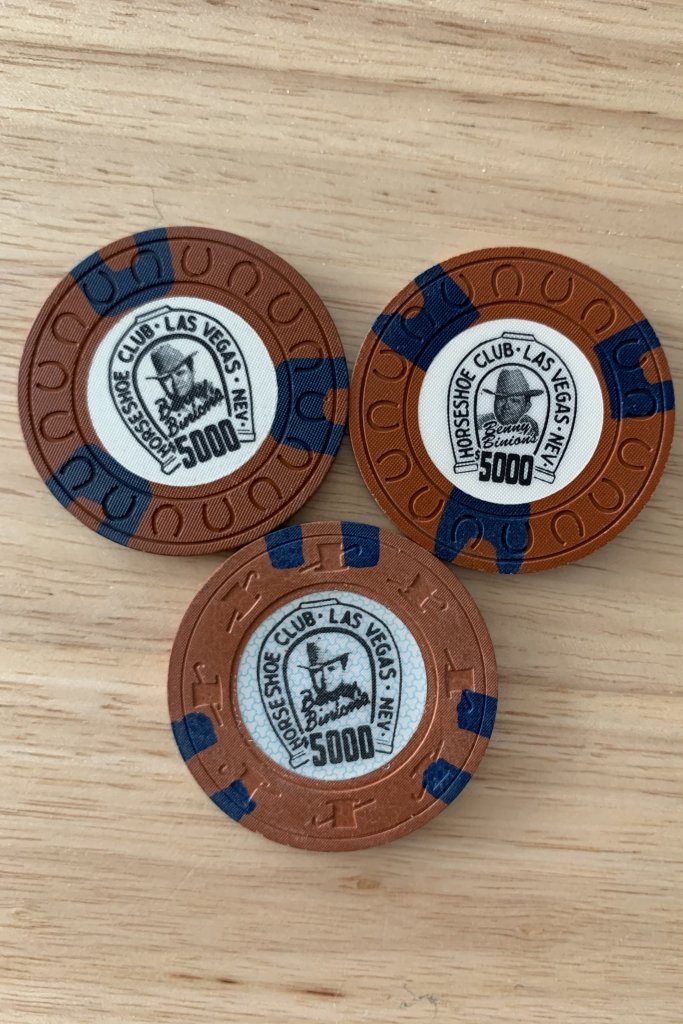 HORSESHOE CLUB · LAS VEGAS · NEV.
Benny
Binion's
$5000
HORSESHOE CLUB · LAS VEGAS · NEV.
Benny
Binion's
$5000
HORSESHOE CLUB · LAS VEGAS · NEV.
Benny
Binion's
$5000